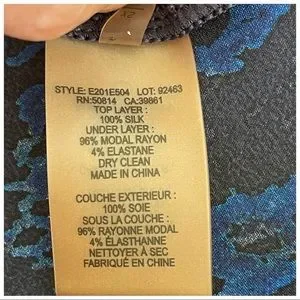 STYLE: E201E504 LOT: 92463
RN:50814 CA:39861
TOP LAYER :
100% SILK
UNDER LAYER :
96% MODAL RAYON
4% ELASTANE
DRY CLEAN
MADE IN CHINA
COUCHE EXTERIEUR :
100% SOIE
SOUS LA COUCHE :
96% RAYONNE MODAL
4% ÉLASTHANNE
NETTOYER À SEC
FABRIQUÉ EN CHINE